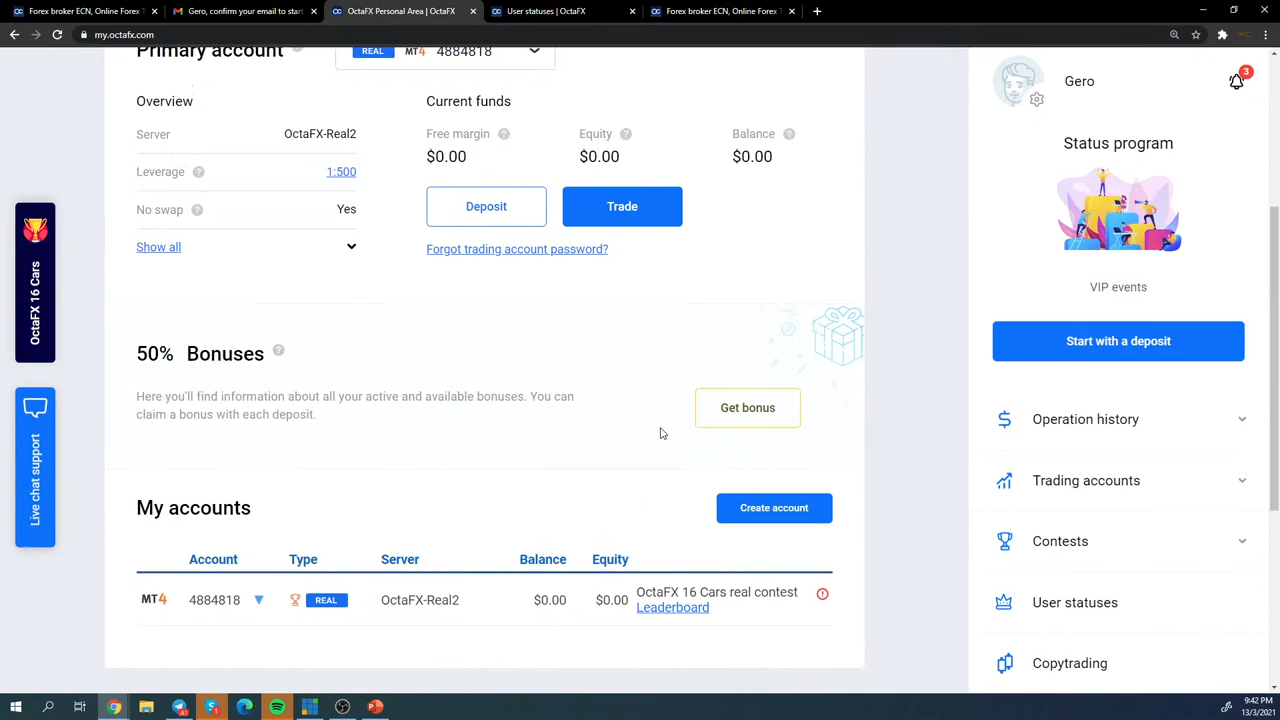 Forex broker ECN, Online Forex T
Gero, confirm your email to start
OctaFX Personal Area | OctaFX
User statuses | OctaFX
Forex broker ECN, Online Forex T
my.octafx.com
Primary account
REAL MT4 4884818
Overview
Current funds
Server OctaFX-Real2
Free margin Equity Balance
$0.00 $0.00 $0.00
Leverage 1:500
No swap Yes
Deposit Trade
Show all
Forgot trading account password?
50% Bonuses
Here you'll find information about all your active and available bonuses. You can
claim a bonus with each deposit.
Get bonus
My accounts
Create account
Account Type Server Balance Equity
MT4 4884818 REAL OctaFX-Real2 $0.00 $0.00 OctaFX 16 Cars real contest
Leaderboard
OctaFX 16 Cars
Live chat support
Gero
3
Status program
VIP events
Start with a deposit
Operation history
Trading accounts
Contests
User statuses
Copytrading
9:42 PM
13/3/2021